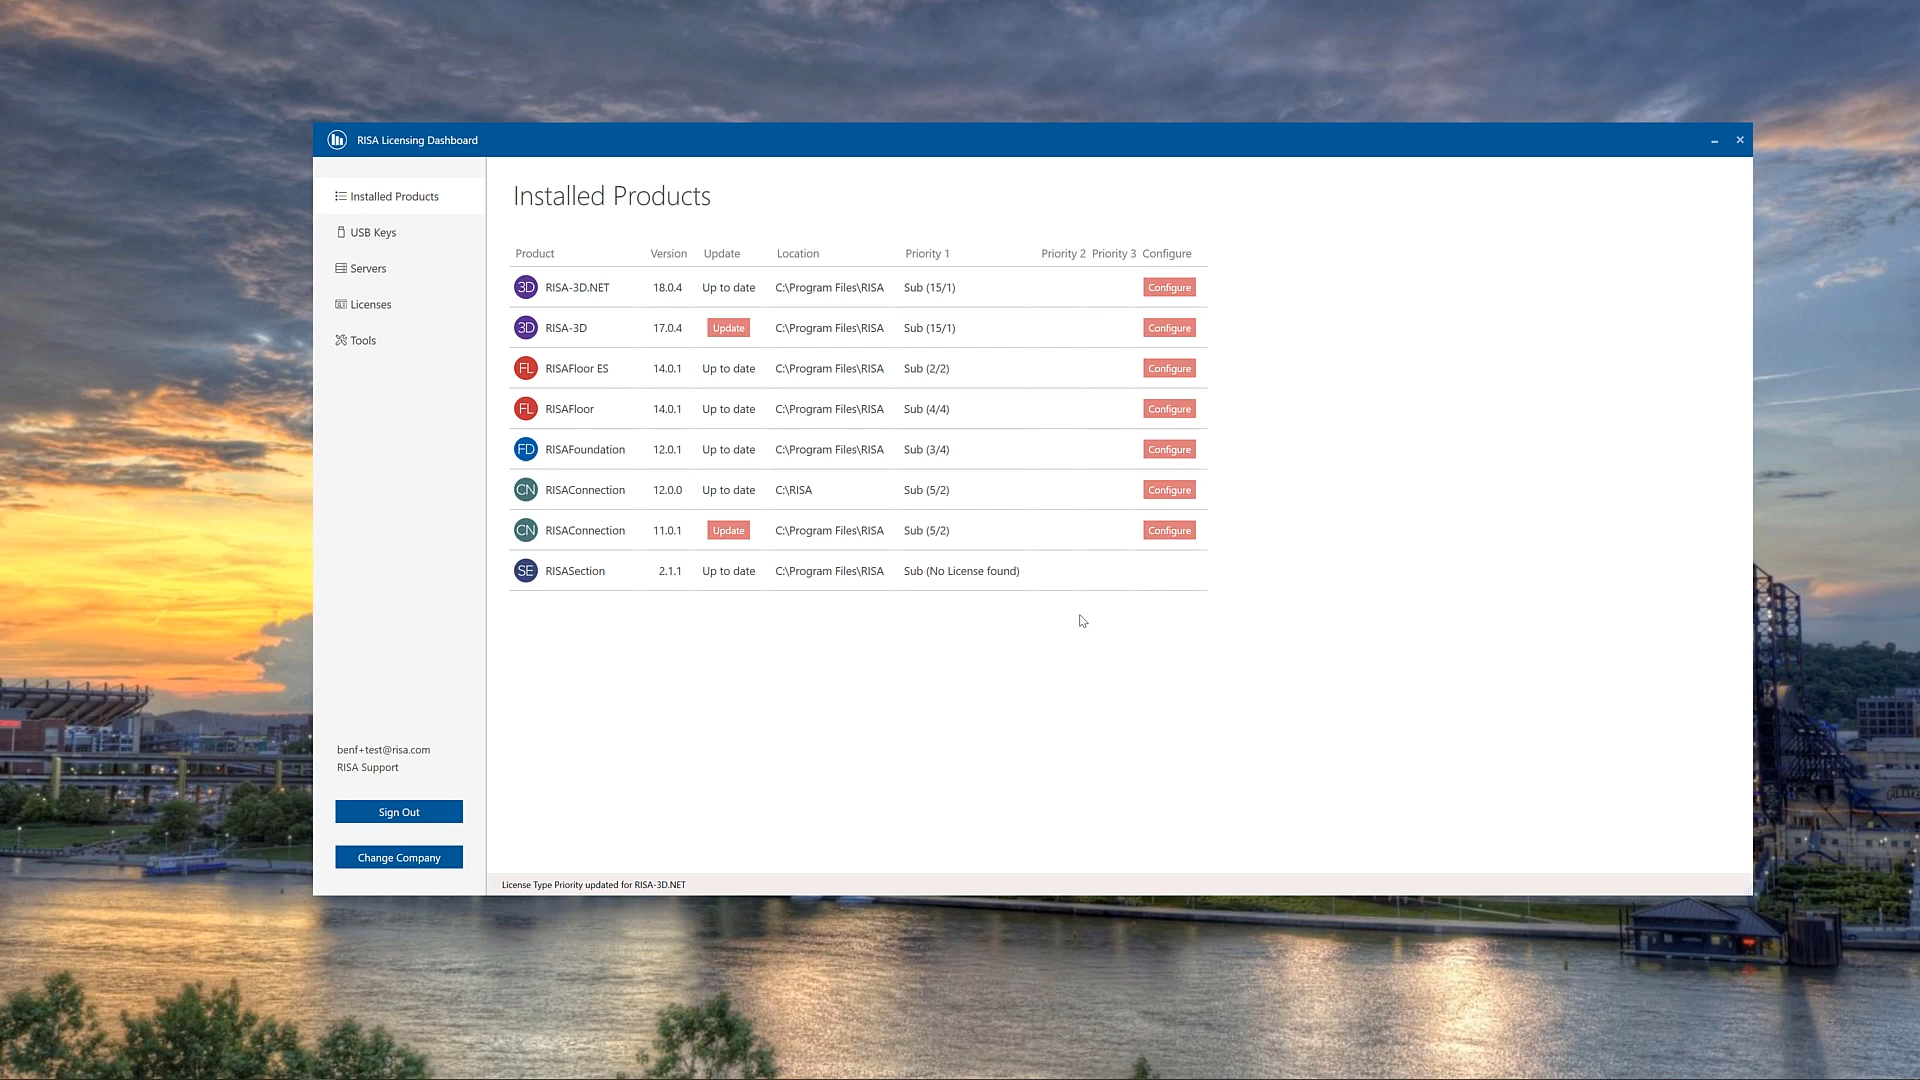 RISA Licensing Dashboard
Installed Products
USB Keys
Servers
Licenses
Tools
benf+test@risa.com
RISA Support
Sign Out
Change Company
Installed Products
Product Version Update Location Priority 1 Priority 2 Priority 3 Configure
3D RISA-3D.NET 18.0.4 Up to date C:\Program Files\RISA Sub (15/1) Configure
3D RISA-3D 17.0.4 Update C:\Program Files\RISA Sub (15/1) Configure
FL RISAFloor ES 14.0.1 Up to date C:\Program Files\RISA Sub (2/2) Configure
FL RISAFloor 14.0.1 Up to date C:\Program Files\RISA Sub (4/4) Configure
FD RISAFoundation 12.0.1 Up to date C:\Program Files\RISA Sub (3/4) Configure
CN RISAConnection 12.0.0 Up to date C:\RISA Sub (5/2) Configure
CN RISAConnection 11.0.1 Update C:\Program Files\RISA Sub (5/2) Configure
SE RISASection 2.1.1 Up to date C:\Program Files\RISA Sub (No License found)
License Type Priority updated for RISA-3D.NET